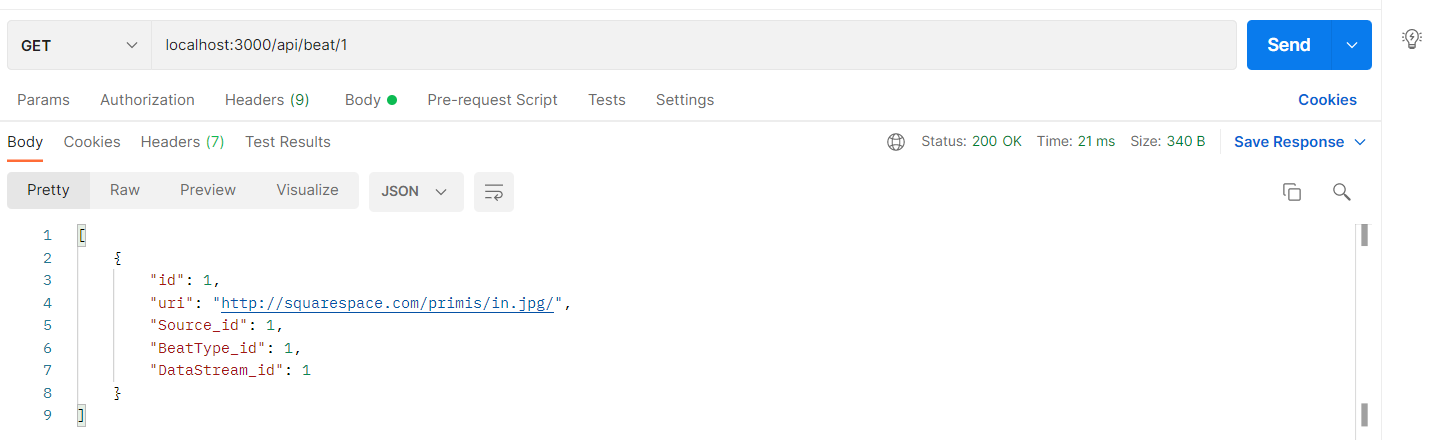 GET localhost:3000/api/beat/1 Send
Params Authorization Headers (9) Body Pre-request Script Tests Settings Cookies
Body Cookies Headers (7) Test Results Status: 200 OK Time: 21 ms Size: 340 B Save Response
Pretty Raw Preview Visualize JSON
1 [
2 {
3 "id": 1,
4 "uri": "http://squarespace.com/primis/in.jpg/",
5 "Source_id": 1,
6 "BeatType_id": 1,
7 "DataStream_id": 1
8 }
9 ]